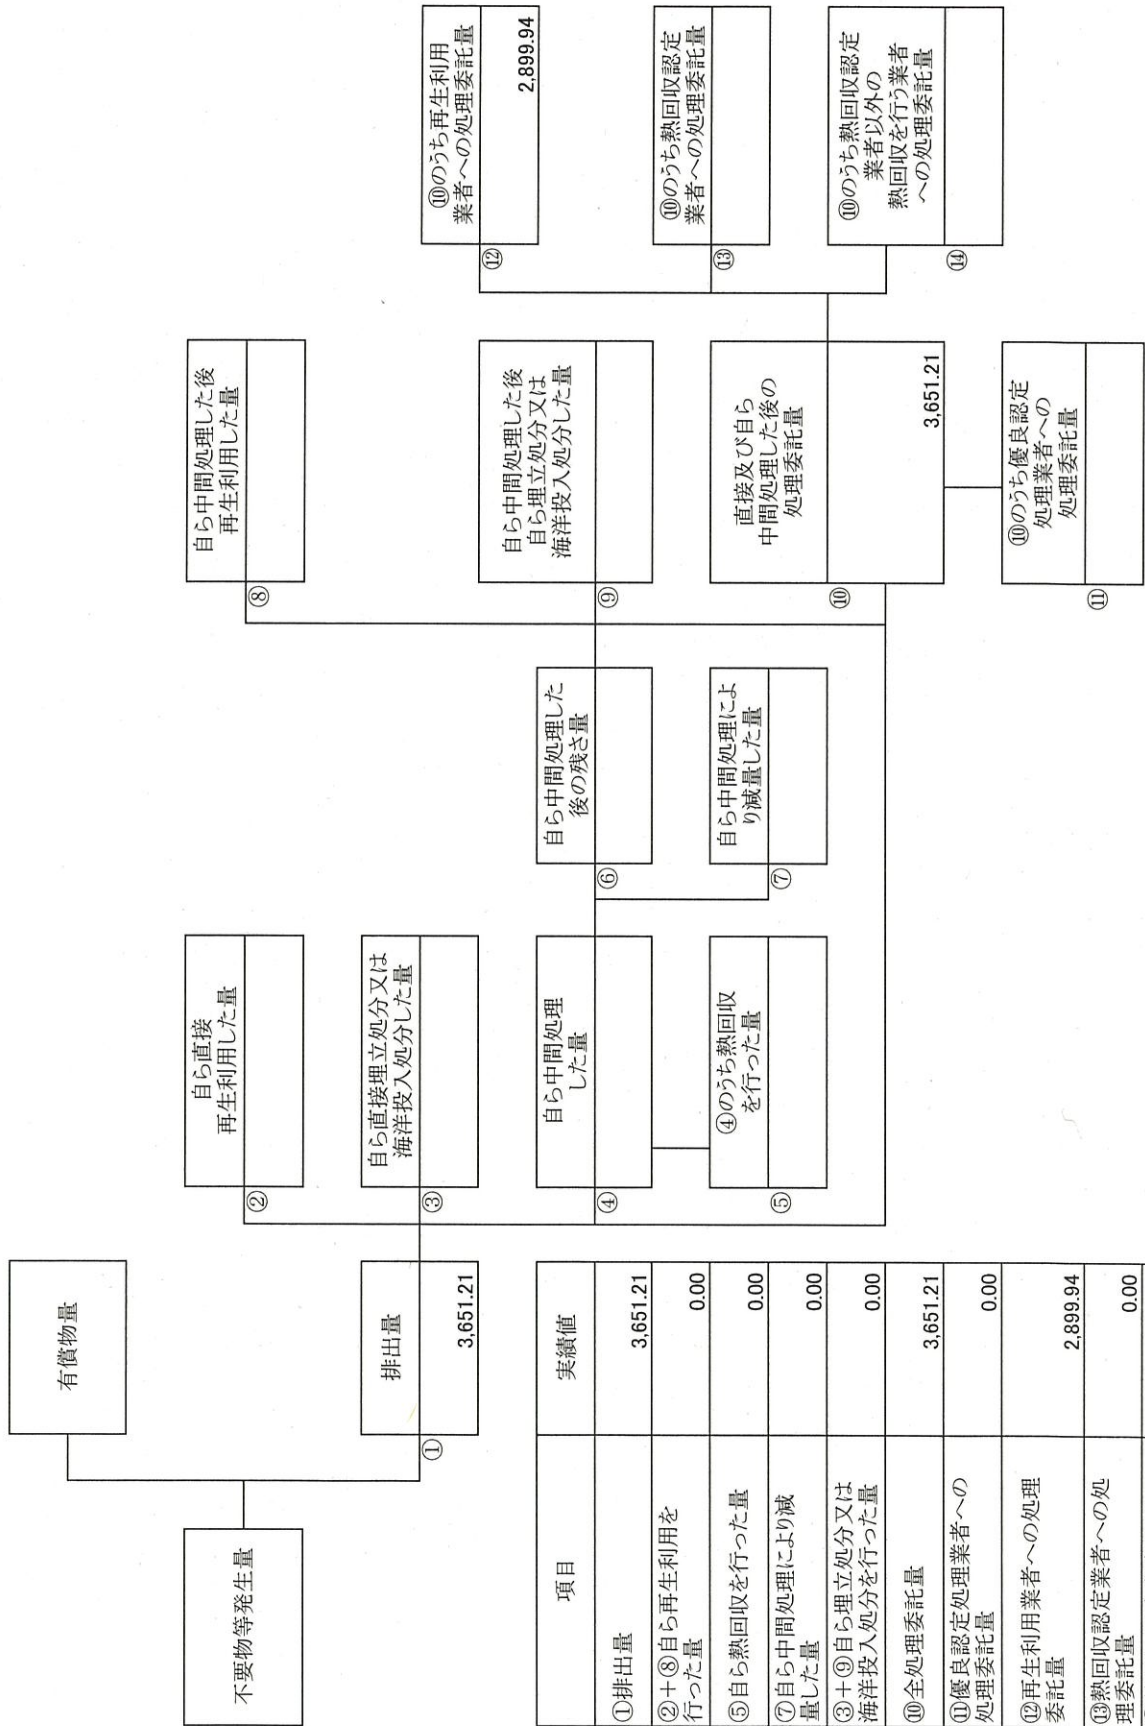 不要物等発生量
有償物量
①
排出量
3,651.21
②
自ら直接
再生利用した量
③
自ら直接埋立処分又は
海洋投入処分した量
④
自ら中間処理
した量
⑤
④のうち熱回収
を行った量
⑥
自ら中間処理した
後の残さ量
⑦
自ら中間処理によ
り減量した量
⑧
自ら中間処理した後
再生利用した量
⑨
自ら中間処理した後
自ら埋立処分又は
海洋投入処分した量
⑩
直接及び自ら
中間処理した後の
処理委託量
3,651.21
⑪
⑩のうち優良認定
処理業者への
処理委託量
⑫
⑩のうち再生利用
業者への処理委託量
2,899.94
⑬
⑩のうち熱回収認定
業者への処理委託量
⑭
⑩のうち熱回収認定
業者以外の
熱回収を行う業者
への処理委託量
項目
実績値
①排出量
3,651.21
②+⑧自ら再生利用を
行った量
0.00
⑤自ら熱回収を行った量
0.00
⑦自ら中間処理により減
量した量
0.00
③+⑨自ら埋立処分又は
海洋投入処分を行った量
0.00
⑩全処理委託量
3,651.21
⑪優良認定処理業者への
処理委託量
0.00
⑫再生利用業者への処理
委託量
2,899.94
⑬熱回収認定業者への処
理委託量
0.00